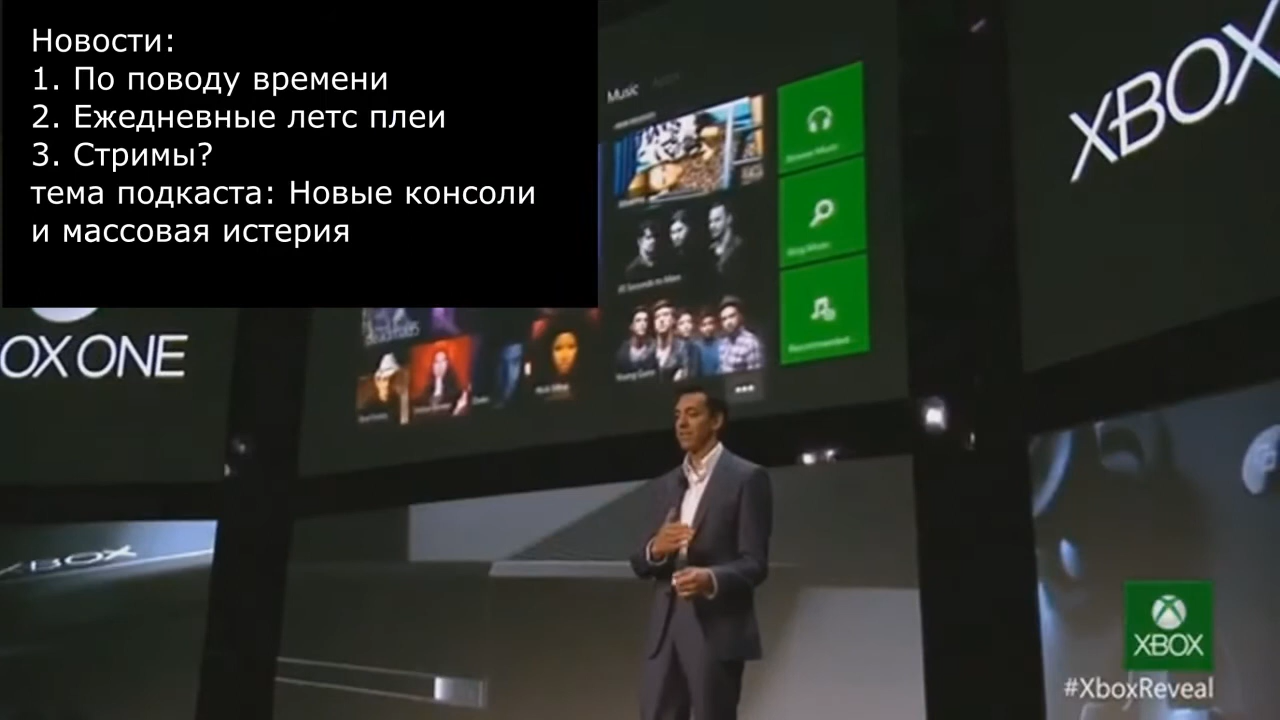 Новости:
1. По поводу времени
2. Ежедневные летс плеи
3. Стримы?
тема подкаста: Новые консоли
и массовая истерия
Music
Apps
XBOX
OX ONE
XBOX
XBOX
#XboxReveal